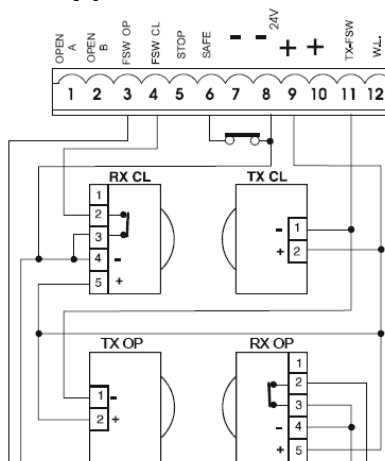 OPEN A
OPEN B
FSW OP
FSW CL
STOP
SAFE
- - 24V
+ +
TX-FSW
W.L.
1 2 3 4 5 6 7 8 9 10 11 12
RX CL
TX CL
1
2
3
4 -
5 +
- 1
+ 2
TX OP
RX OP
1 -
2 +
1
2
3
- 4
+ 5